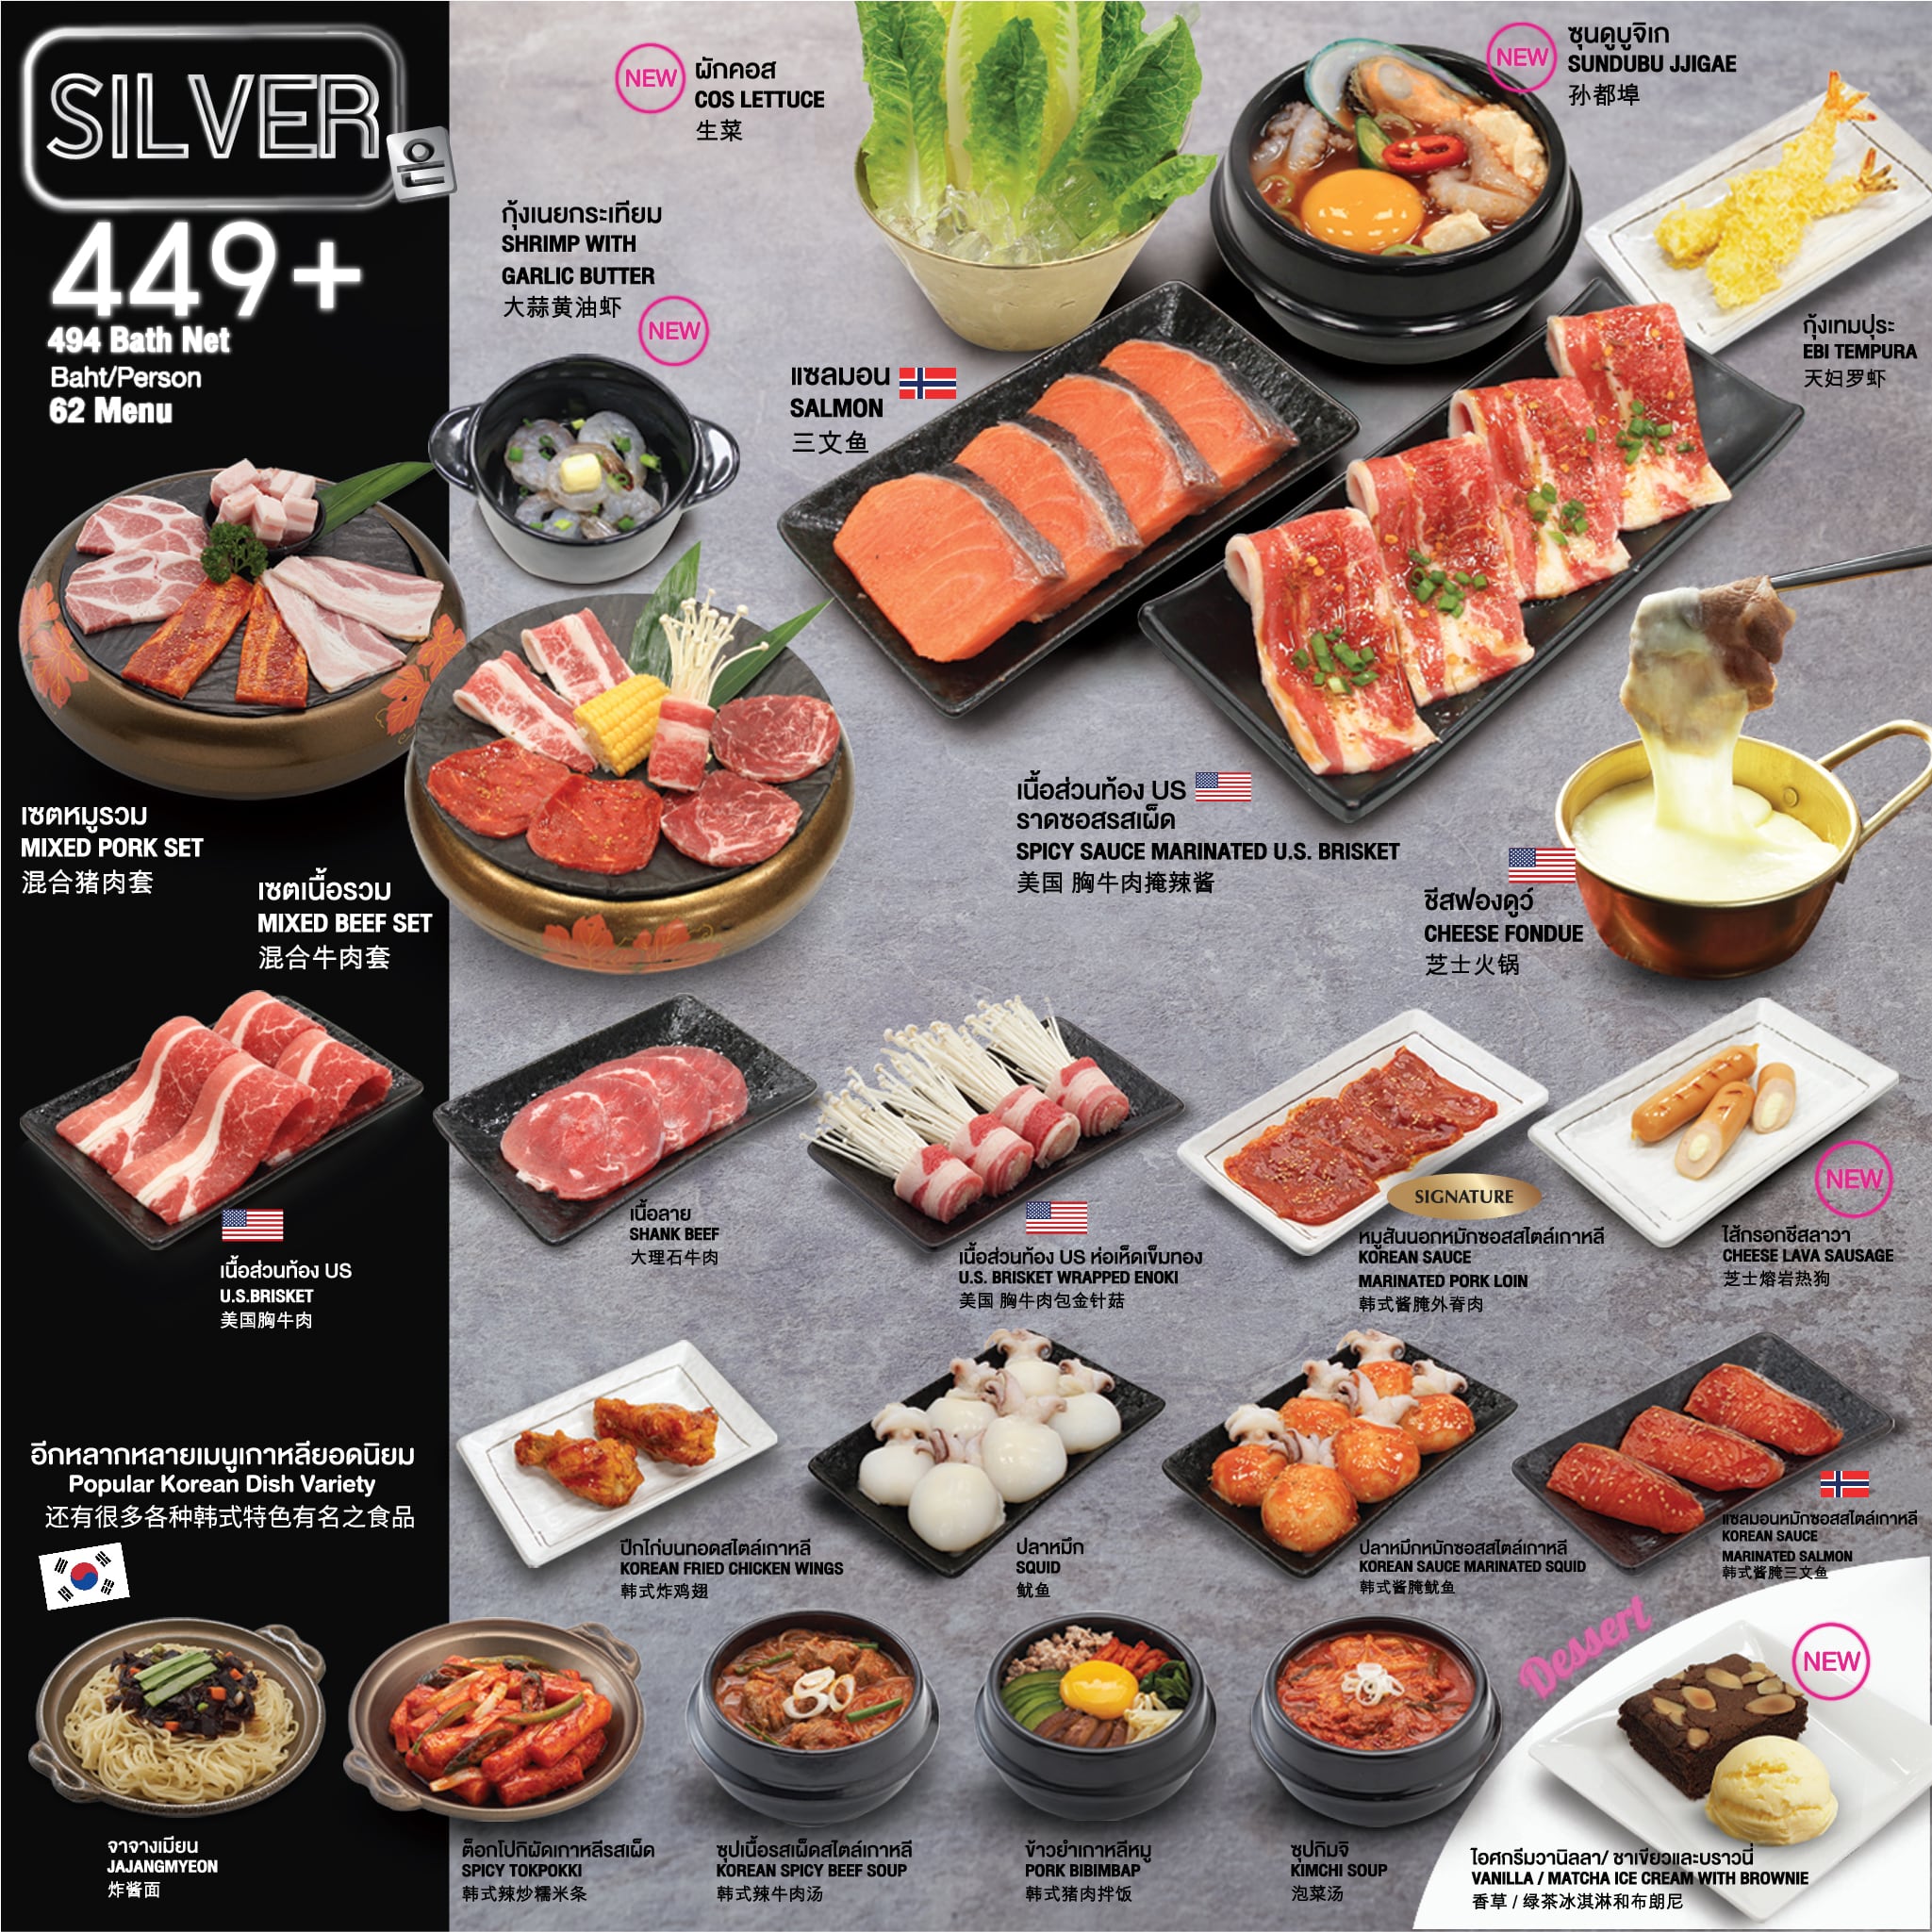 SILVER
은
449+
494 Bath Net
Baht/Person
62 Menu
NEW
ผักคอส
COS LETTUCE
生菜
NEW
ซุนดูบูจิเก
SUNDUBU JJIGAE
孙都埠
กุ้งเนยกระเทียม
SHRIMP WITH
GARLIC BUTTER
大蒜黄油虾
NEW
แซลมอน
SALMON
三文鱼
กุ้งเทมปุระ
EBI TEMPURA
天妇罗虾
เซตหมูรวม
MIXED PORK SET
混合猪肉套
เซตเนื้อรวม
MIXED BEEF SET
混合牛肉套
เนื้อส่วนท้อง US
ราดซอสรสเผ็ด
SPICY SAUCE MARINATED U.S. BRISKET
美国 胸牛肉掩辣酱
ชีสฟองดูว์
CHEESE FONDUE
芝士火锅
เนื้อส่วนท้อง US
U.S.BRISKET
美国胸牛肉
เนื้อลาย
SHANK BEEF
大理石牛肉
เนื้อส่วนท้อง US ห่อเห็ดเข็มทอง
U.S. BRISKET WRAPPED ENOKI
美国 胸牛肉包金针菇
SIGNATURE
หมูสันนอกหมักซอสสไตล์เกาหลี
KOREAN SAUCE
MARINATED PORK LOIN
韩式酱腌外脊肉
NEW
ไส้กรอกชีสลาวา
CHEESE LAVA SAUSAGE
芝士熔岩热狗
อีกหลากหลายเมนูเกาหลียอดนิยม
Popular Korean Dish Variety
还有很多各种韩式特色有名之食品
ปีกไก่บนทอดสไตล์เกาหลี
KOREAN FRIED CHICKEN WINGS
韩式炸鸡翅
ปลาหมึก
SQUID
鱿鱼
ปลาหมึกหมักซอสสไตล์เกาหลี
KOREAN SAUCE MARINATED SQUID
韩式酱腌鱿鱼
แซลมอนหมักซอสสไตล์เกาหลี
KOREAN SAUCE
MARINATED SALMON
韩式酱腌三文鱼
จาจางเมียน
JAJANGMYEON
炸酱面
ต็อกโปกิผัดเกาหลีรสเผ็ด
SPICY TOKPOKKI
韩式辣炒糯米条
ซุปเนื้อรสเผ็ดสไตล์เกาหลี
KOREAN SPICY BEEF SOUP
韩式辣牛肉汤
ข้าวยำเกาหลีหมู
PORK BIBIMBAP
韩式猪肉拌饭
ซุปกิมจิ
KIMCHI SOUP
泡菜汤
Dessert
NEW
ไอศกรีมวานิลลา/ ชาเขียวและบราวนี่
VANILLA / MATCHA ICE CREAM WITH BROWNIE
香草 / 绿茶冰淇淋和布朗尼